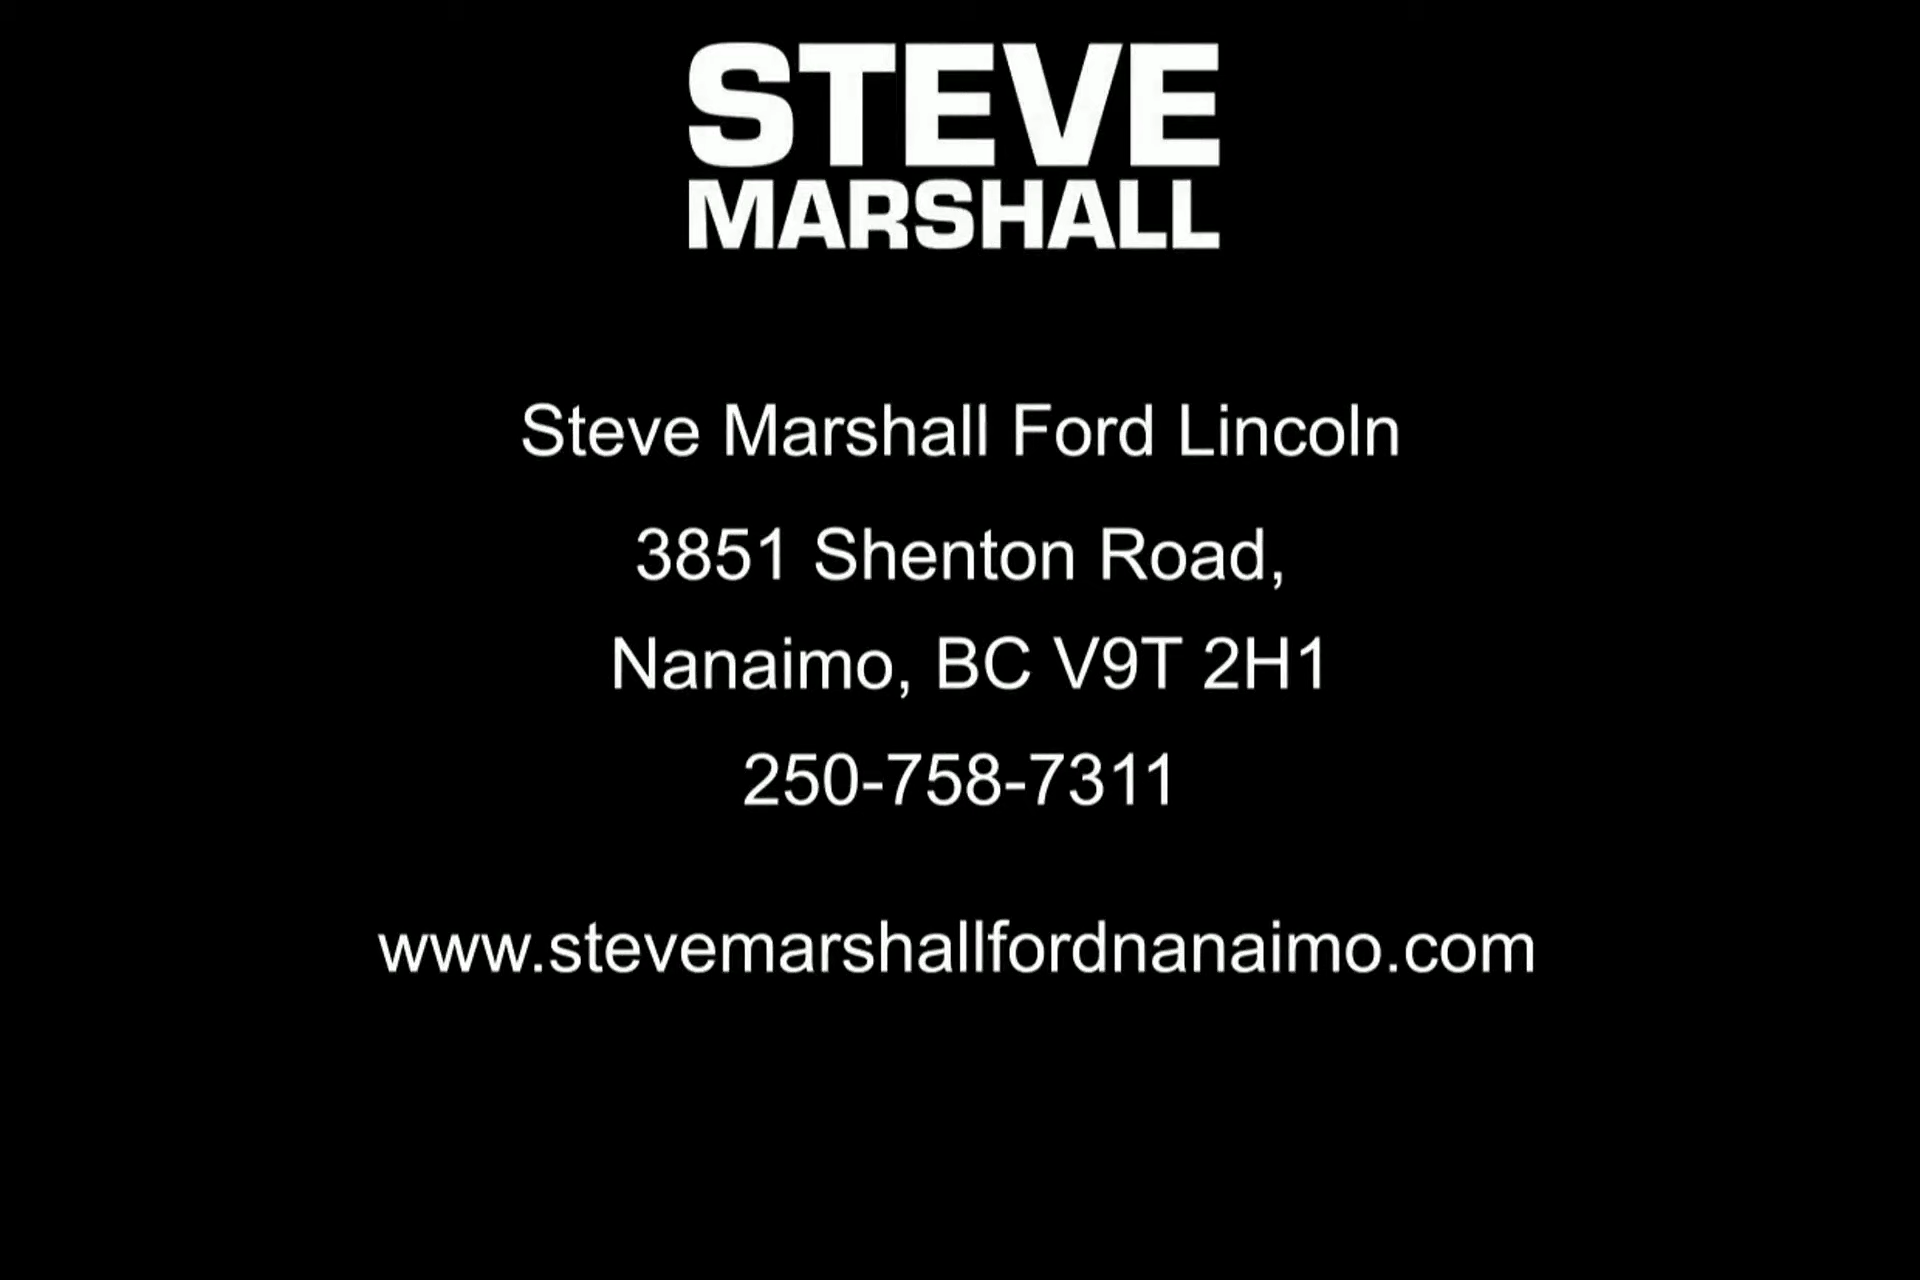 STEVE
MARSHALL
Steve Marshall Ford Lincoln
3851 Shenton Road,
Nanaimo, BC V9T 2H1
250-758-7311
www.stevemarshallfordnanaimo.com